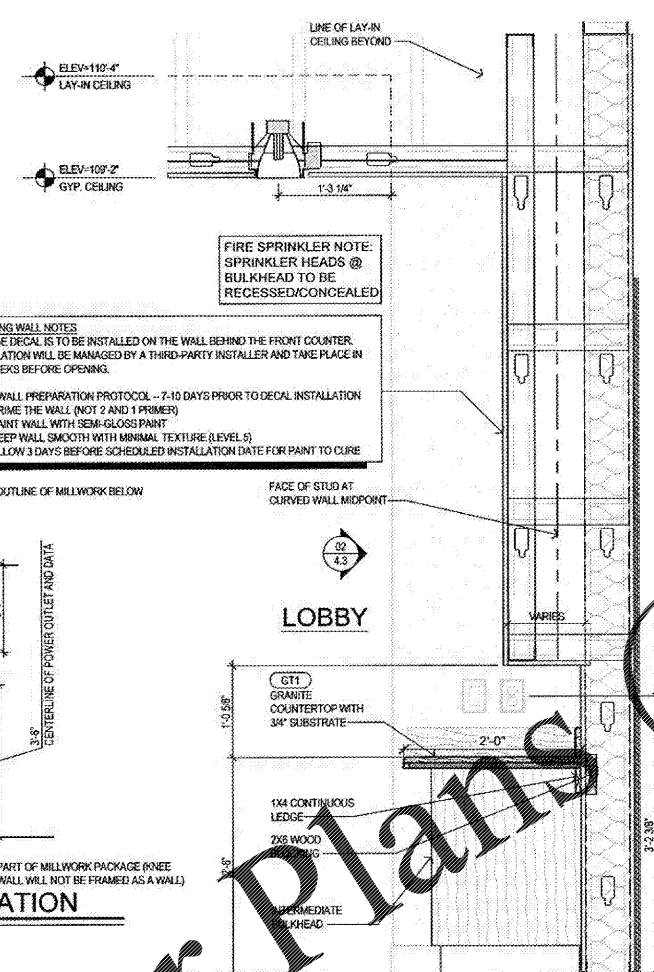 LINE OF LAY-IN
CEILING BEYOND
ELEV=110'-4"
LAY-IN CEILING
ELEV=109'-2"
GYP. CEILING
1'-3 1/4"
FIRE SPRINKLER NOTE:
SPRINKLER HEADS @
BULKHEAD TO BE
RECESSED/CONCEALED
NG WALL NOTES
E DECAL IS TO BE INSTALLED ON THE WALL BEHIND THE FRONT COUNTER.
LATION WILL BE MANAGED BY A THIRD-PARTY INSTALLER AND TAKE PLACE IN
EKS BEFORE OPENING.
WALL PREPARATION PROTOCOL -- 7-10 DAYS PRIOR TO DECAL INSTALLATION
RIME THE WALL (NOT 2 AND 1 PRIMER)
AINT WALL WITH SEMI-GLOSS PAINT
EEP WALL SMOOTH WITH MINIMAL TEXTURE (LEVEL 5)
LLOW 3 DAYS BEFORE SCHEDULED INSTALLATION DATE FOR PAINT TO CURE
OUTLINE OF MILLWORK BELOW
FACE OF STUD AT
CURVED WALL MIDPOINT
02
4.3
LOBBY
VARIES
CENTERLINE OF POWER OUTLET AND DATA
3'-6"
1'-0 5/8"
GT1
GRANITE
COUNTERTOP WITH
3/4" SUBSTRATE
2'-0"
1X4 CONTINUOUS
LEDGE
2X6 WOOD
3'-2 3/8"
PART OF MILLWORK PACKAGE (KNEE
WALL WILL NOT BE FRAMED AS A WALL)
ATION
INTERMEDIATE
BULKHEAD
r Plans